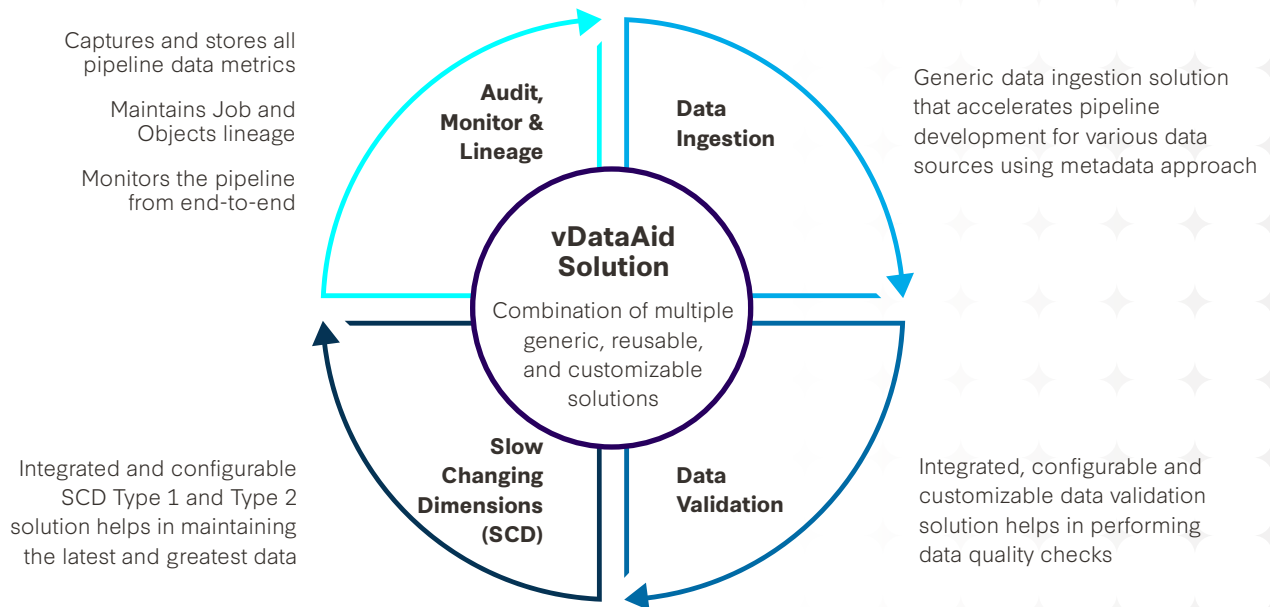 Captures and stores all
pipeline data metrics
Maintains Job and
Objects lineage
Monitors the pipeline
from end-to-end
Audit,
Monitor &
Lineage
Data
Ingestion
Generic data ingestion solution
that accelerates pipeline
development for various data
sources using metadata approach
vDataAid
Solution
Combination of multiple
generic, reusable,
and customizable
solutions
Integrated and configurable
SCD Type 1 and Type 2
solution helps in maintaining
the latest and greatest data
Slow
Changing
Dimensions
(SCD)
Data
Validation
Integrated, configurable and
customizable data validation
solution helps in performing
data quality checks